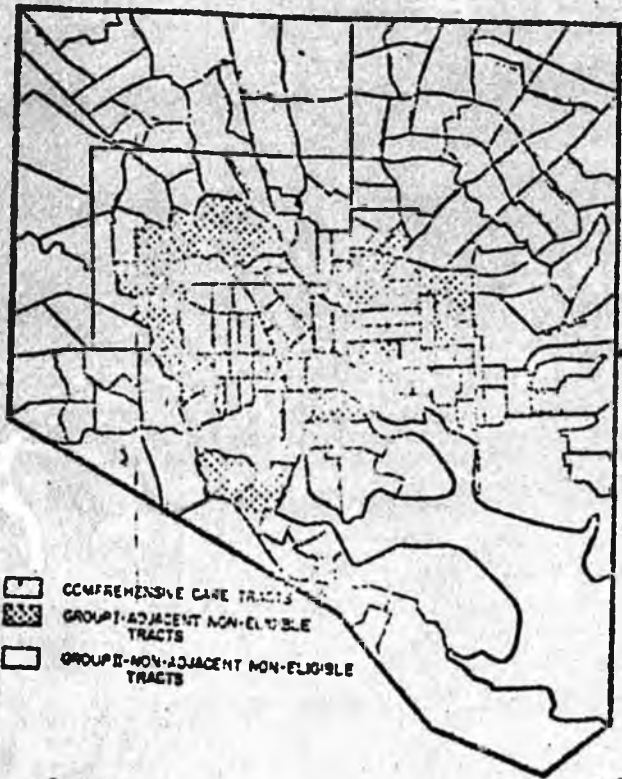 COMPREHENSIVE CARE TRACTS
GROUP I-ADJACENT NON-ELIGIBLE
TRACTS
GROUP II-NON-ADJACENT NON-ELIGIBLE
TRACTS